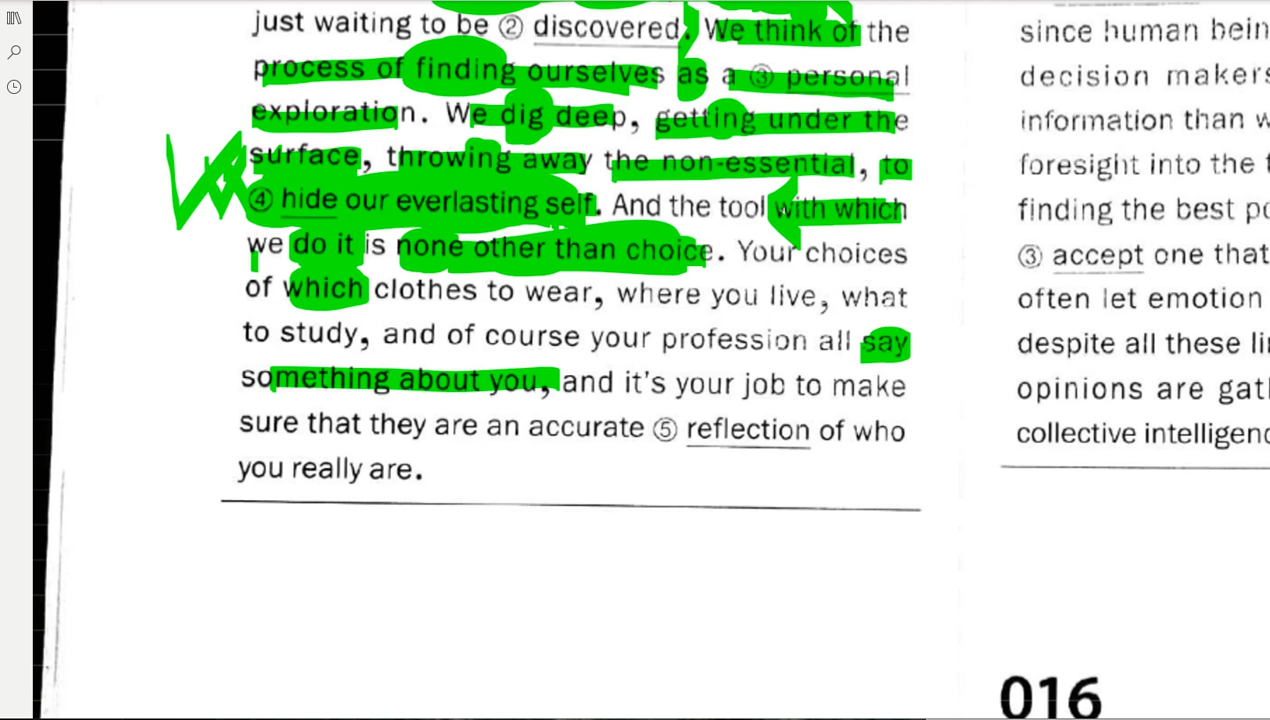 just waiting to be ② discovered. We think of the
process of finding ourselves as a ③ personal
exploration. We dig deep, getting under the
surface, throwing away the non-essential, to
④ hide our everlasting self. And the tool with which
we do it is none other than choice. Your choices
of which clothes to wear, where you live, what
to study, and of course your profession all say
something about you, and it's your job to make
sure that they are an accurate ⑤ reflection of who
you really are.
since human bein
decision makers
information than w
foresight into the
finding the best po
③ accept one that
often let emotion
despite all these li
opinions are gat
collective intelligenc
016